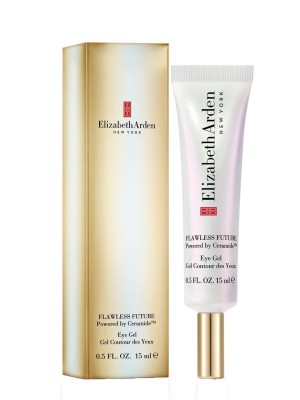 Elizabeth Arden
NEW YORK
FLAWLESS FUTURE
Powered by Ceramide™
Eye Gel
Gel Contour des Yeux
0.5 FL. OZ. 15 ml ℮
Elizabeth Arden
NEW YORK
FLAWLESS FUTURE
Powered by Ceramide™
Eye Gel
Gel Contour des Yeux
0.5 FL. OZ. 15 ml ℮